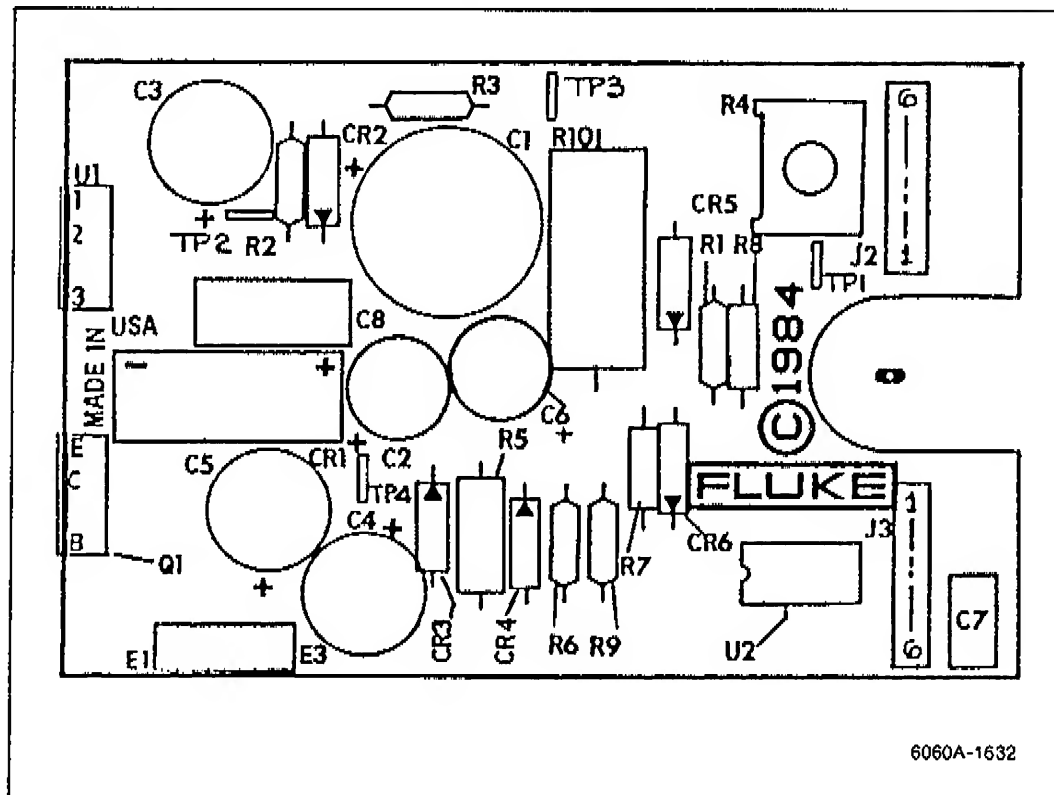 C3
R3
TP3
R4
6
CR2
C1
R101
+
U1
1
2
3
+
TP2
R2
CR5
R1 R8
J2
1
TP1
C8
USA
MADE IN
- +
C6
+
© 1984
E
C
B
Q1
C5
CR1
+
C2
TP4
R5
C4
+
+
FLUKE
J3
1
6
CR6
R7
U2
C7
CR3
CR4
R6 R9
E1
E3
6060A-1632